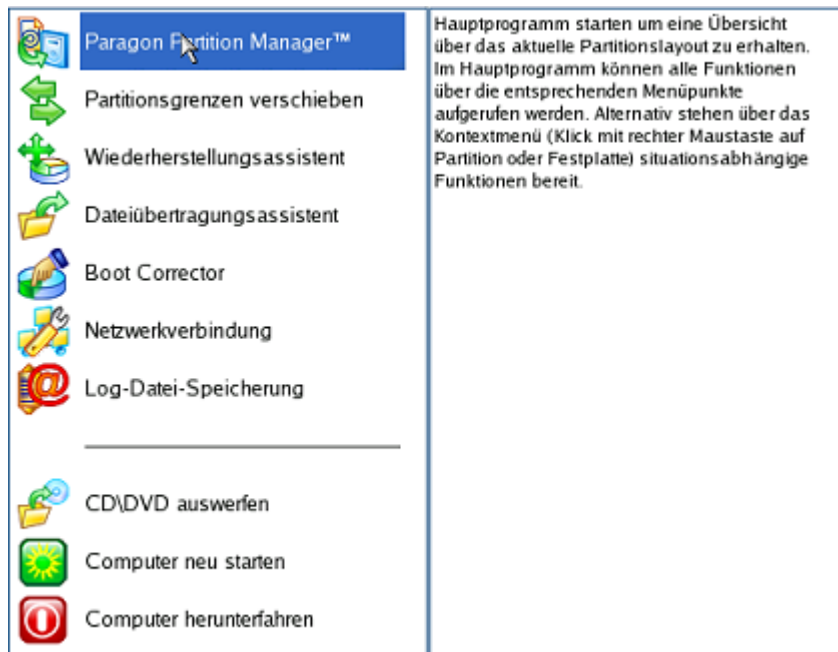 Paragon Partition Manager™
Partitionsgrenzen verschieben
Wiederherstellungsassistent
Dateiübertragungsassistent
Boot Corrector
Netzwerkverbindung
Log-Datei-Speicherung
CD\DVD auswerfen
Computer neu starten
Computer herunterfahren
Hauptprogramm starten um eine Übersicht
über das aktuelle Partitionslayout zu erhalten.
Im Hauptprogramm können alle Funktionen
über die entsprechenden Menüpunkte
aufgerufen werden. Alternativ stehen über das
Kontextmenü (Klick mit rechter Maustaste auf
Partition oder Festplatte) situationsabhängige
Funktionen bereit.